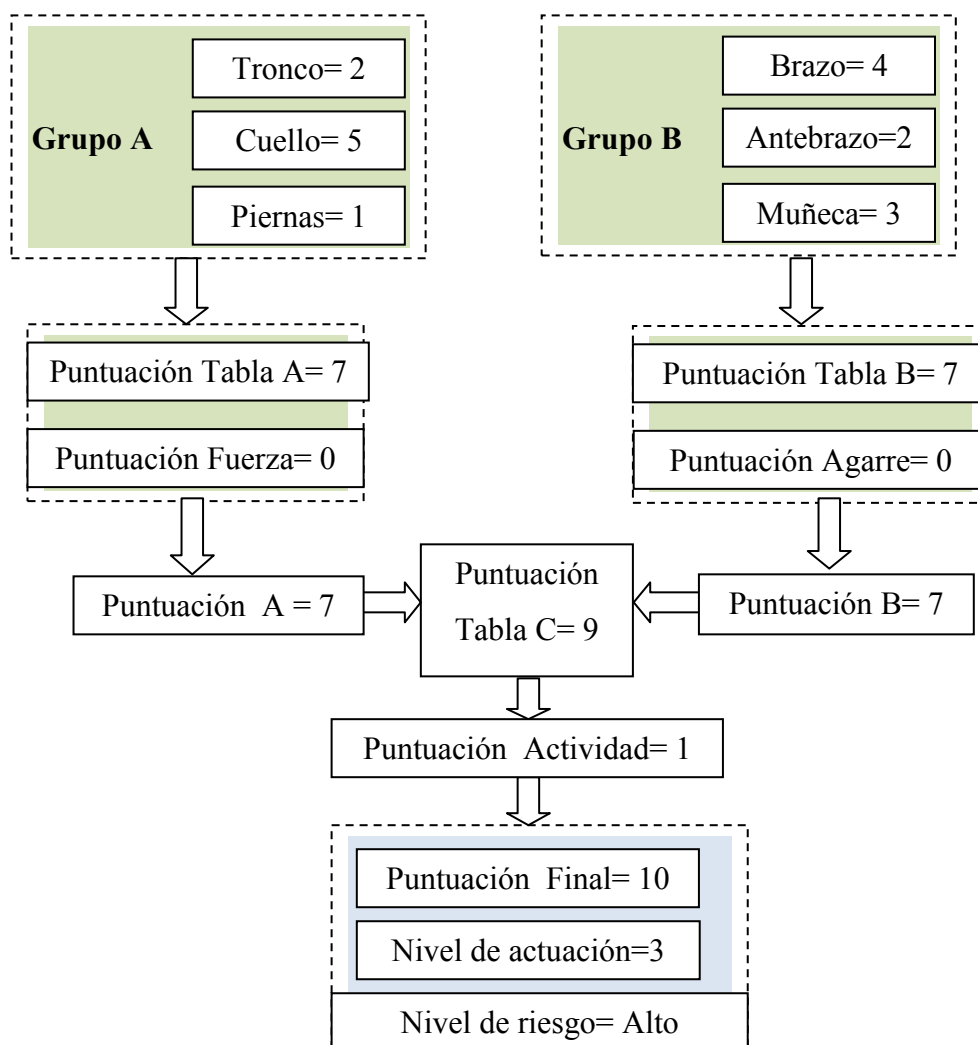 Grupo A
Tronco= 2
Cuello= 5
Piernas= 1
Grupo B
Brazo= 4
Antebrazo=2
Muñeca= 3
Puntuación Tabla A= 7
Puntuación Fuerza= 0
Puntuación Tabla B= 7
Puntuación Agarre= 0
Puntuación  A = 7
Puntuación
Tabla C= 9
Puntuación B= 7
Puntuación  Actividad= 1
Puntuación  Final= 10
Nivel de actuación=3
Nivel de riesgo= Alto